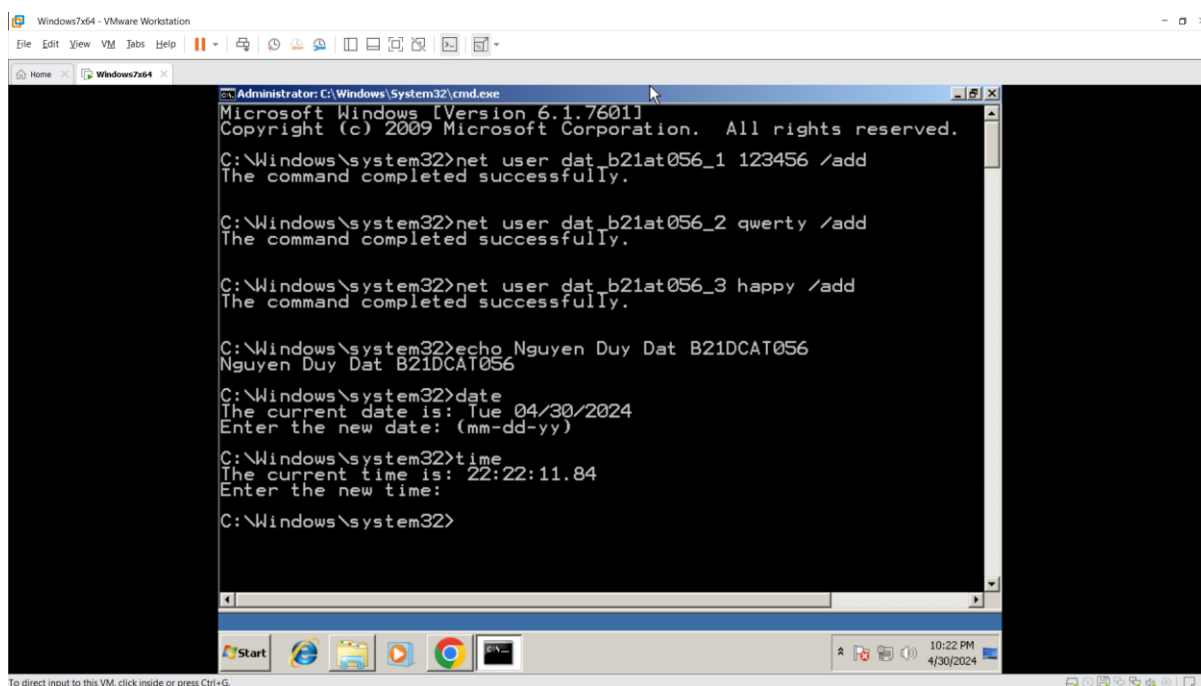 Windows7x64 - VMware Workstation
File Edit View VM Tabs Help
Home Windows7x64
Administrator: C:\Windows\System32\cmd.exe
Microsoft Windows [Version 6.1.7601]
Copyright (c) 2009 Microsoft Corporation.  All rights reserved.
C:\Windows\system32>net user dat_b21at056_1 123456 /add
The command completed successfully.
C:\Windows\system32>net user dat_b21at056_2 qwerty /add
The command completed successfully.
C:\Windows\system32>net user dat_b21at056_3 happy /add
The command completed successfully.
C:\Windows\system32>echo Nguyen Duy Dat B21DCAT056
Nguyen Duy Dat B21DCAT056
C:\Windows\system32>date
The current date is: Tue 04/30/2024
Enter the new date: (mm-dd-yy)
C:\Windows\system32>time
The current time is: 22:22:11.84
Enter the new time:
C:\Windows\system32>
Start
10:22 PM
4/30/2024
To direct input to this VM, click inside or press Ctrl+G.